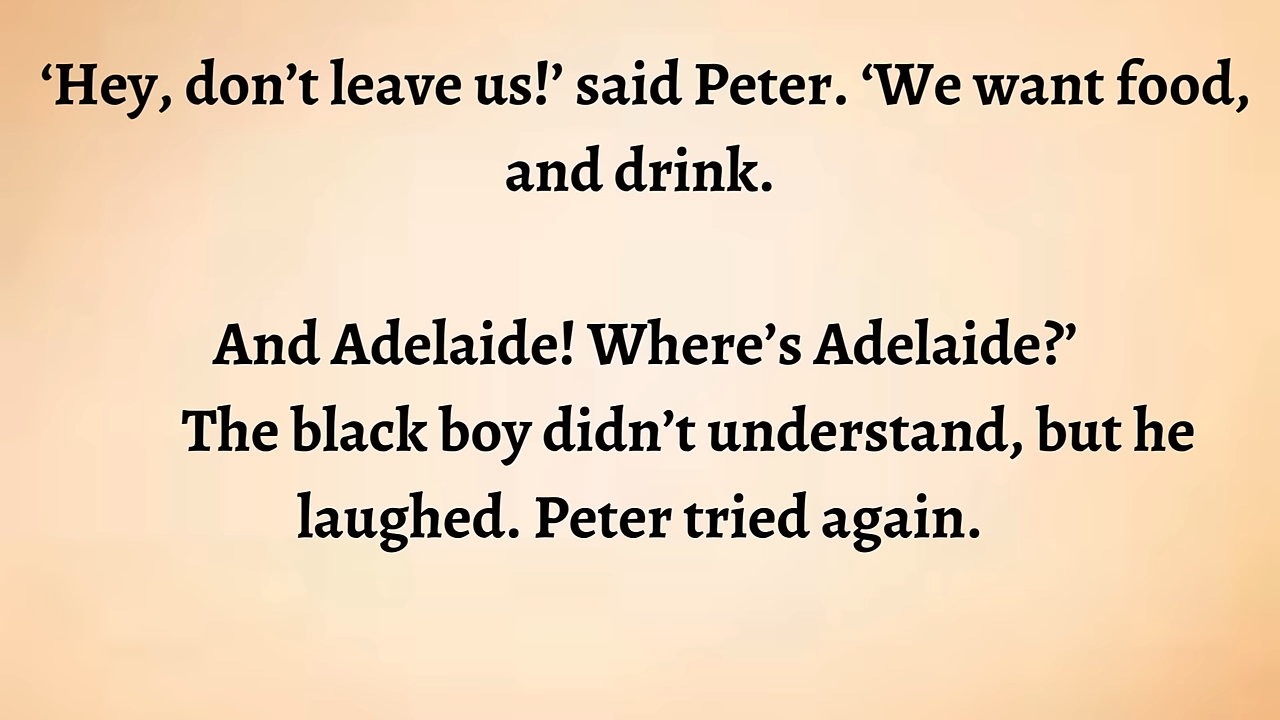 ‘Hey, don’t leave us!’ said Peter. ‘We want food,
and drink.
And Adelaide! Where’s Adelaide?’
The black boy didn’t understand, but he
laughed. Peter tried again.